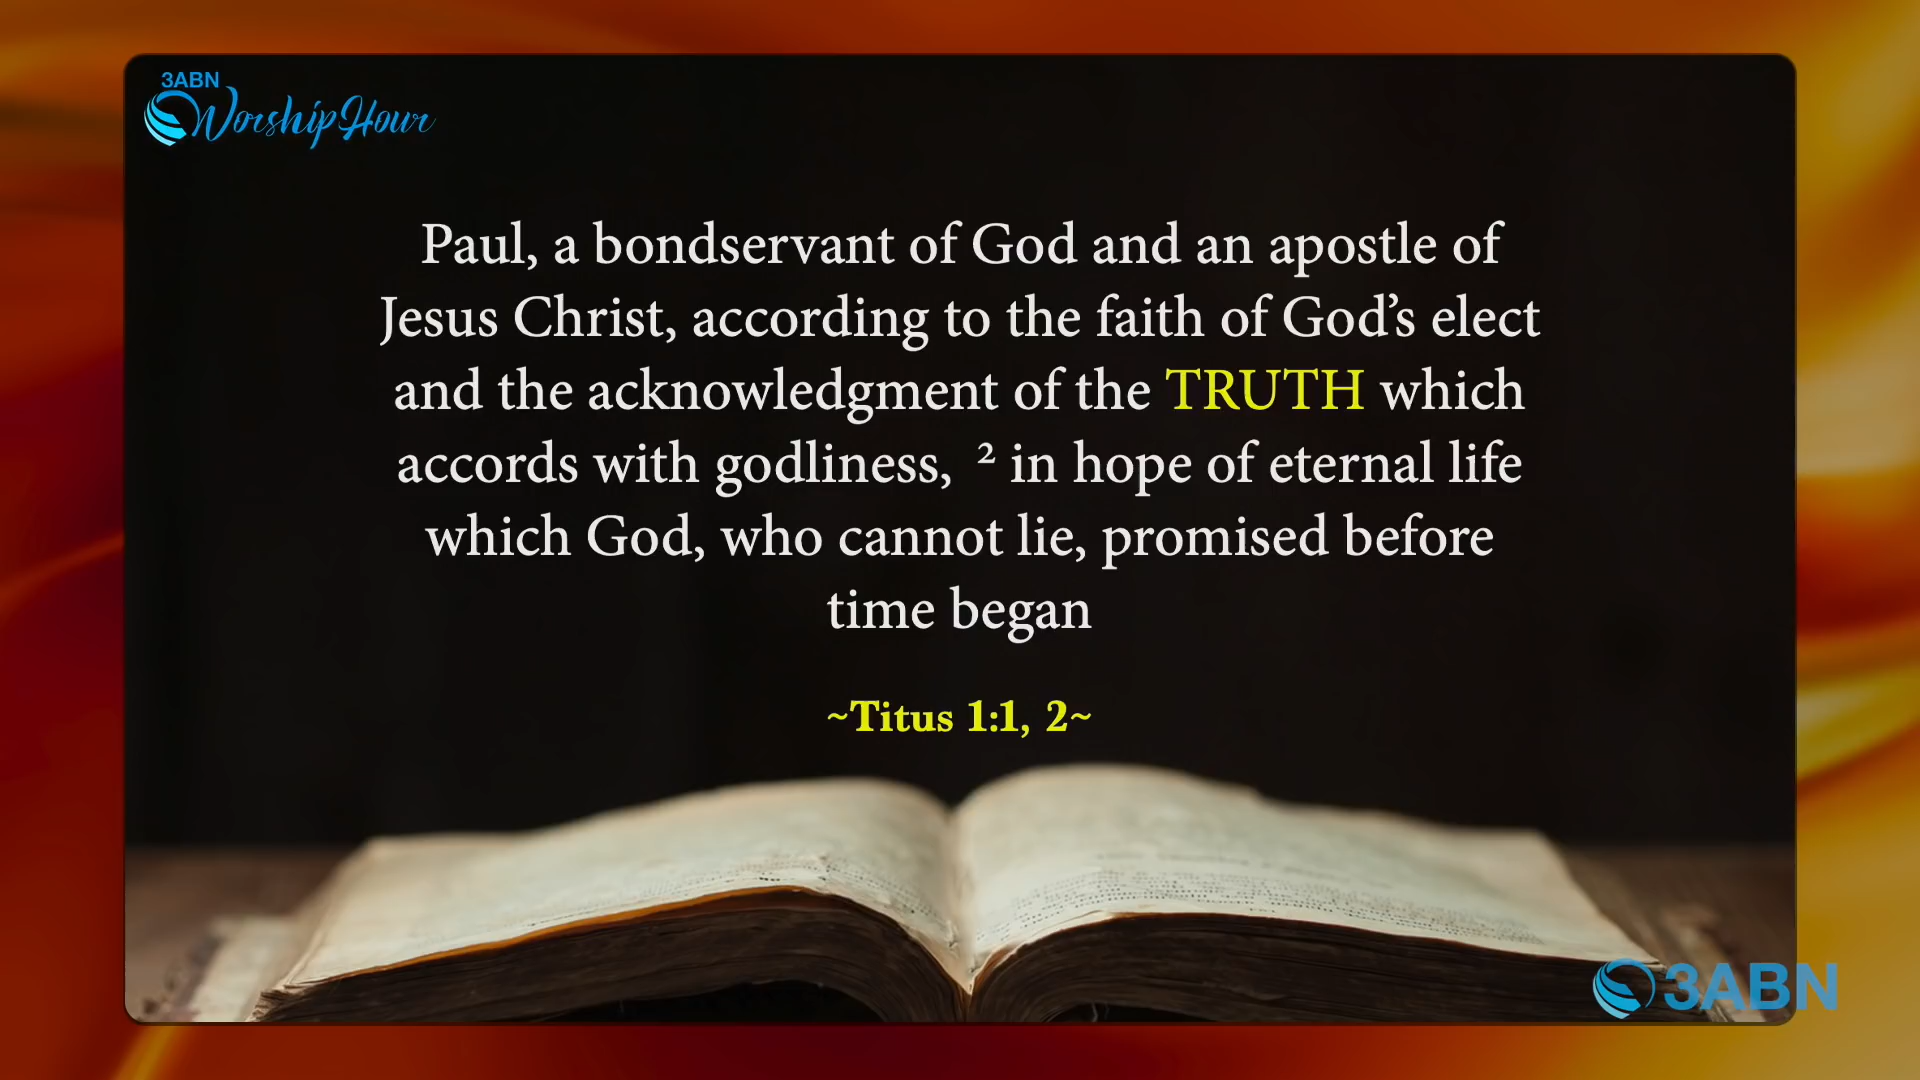 3ABN
Worship Hour
Paul, a bondservant of God and an apostle of
Jesus Christ, according to the faith of God’s elect
and the acknowledgment of the TRUTH which
accords with godliness, ² in hope of eternal life
which God, who cannot lie, promised before
time began
~Titus 1:1, 2~
3ABN